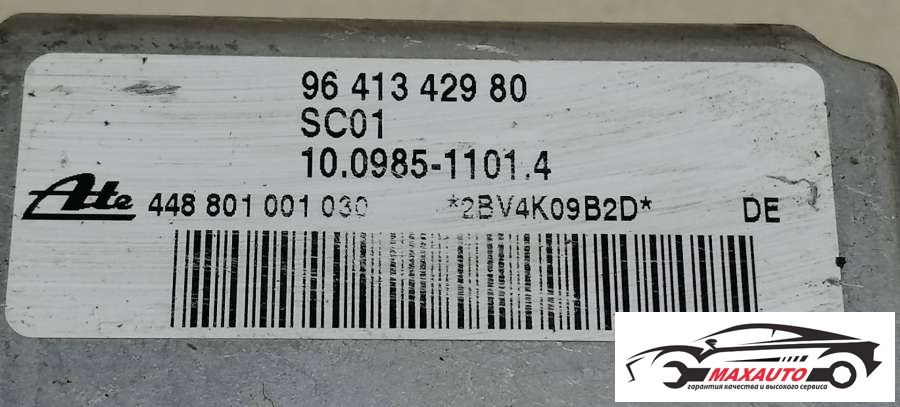 96 413 429 80
SC01
10.0985-1101.4
Ate 448 801 001 030 *2BV4K09B2D* DE
MAXAUTO
гарантия качества и высокого сервиса